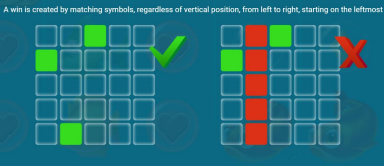 A win is created by matching symbols, regardless of vertical position, from left to right, starting on the leftmost